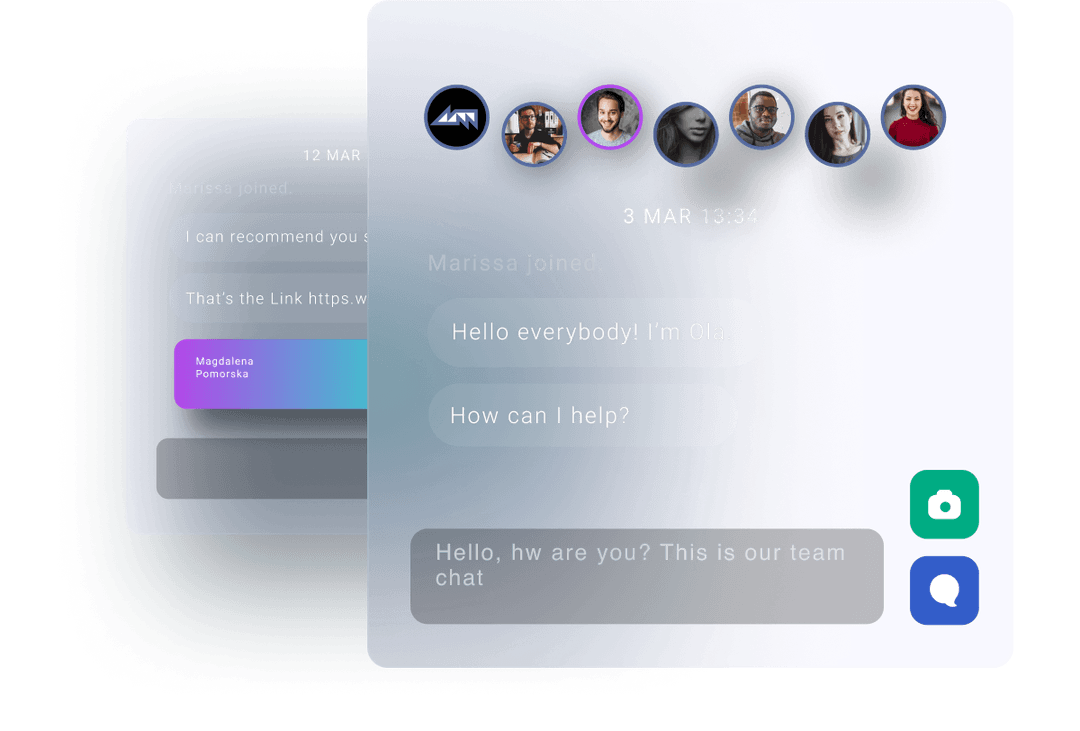 12 MAR
Marissa joined.
I can recommend you s
That's the Link https.w
Magdalena
Pomorska
3 MAR 13:34
Marissa joined
Hello everybody! I'm Ola.
How can I help?
Hello, hw are you? This is our team
chat